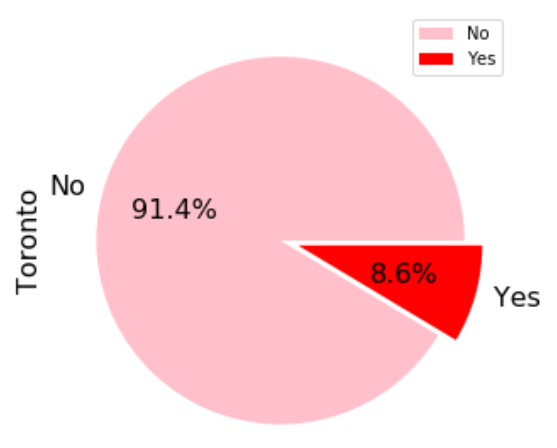 No
Yes
No
91.4%
Toronto
8.6%
Yes